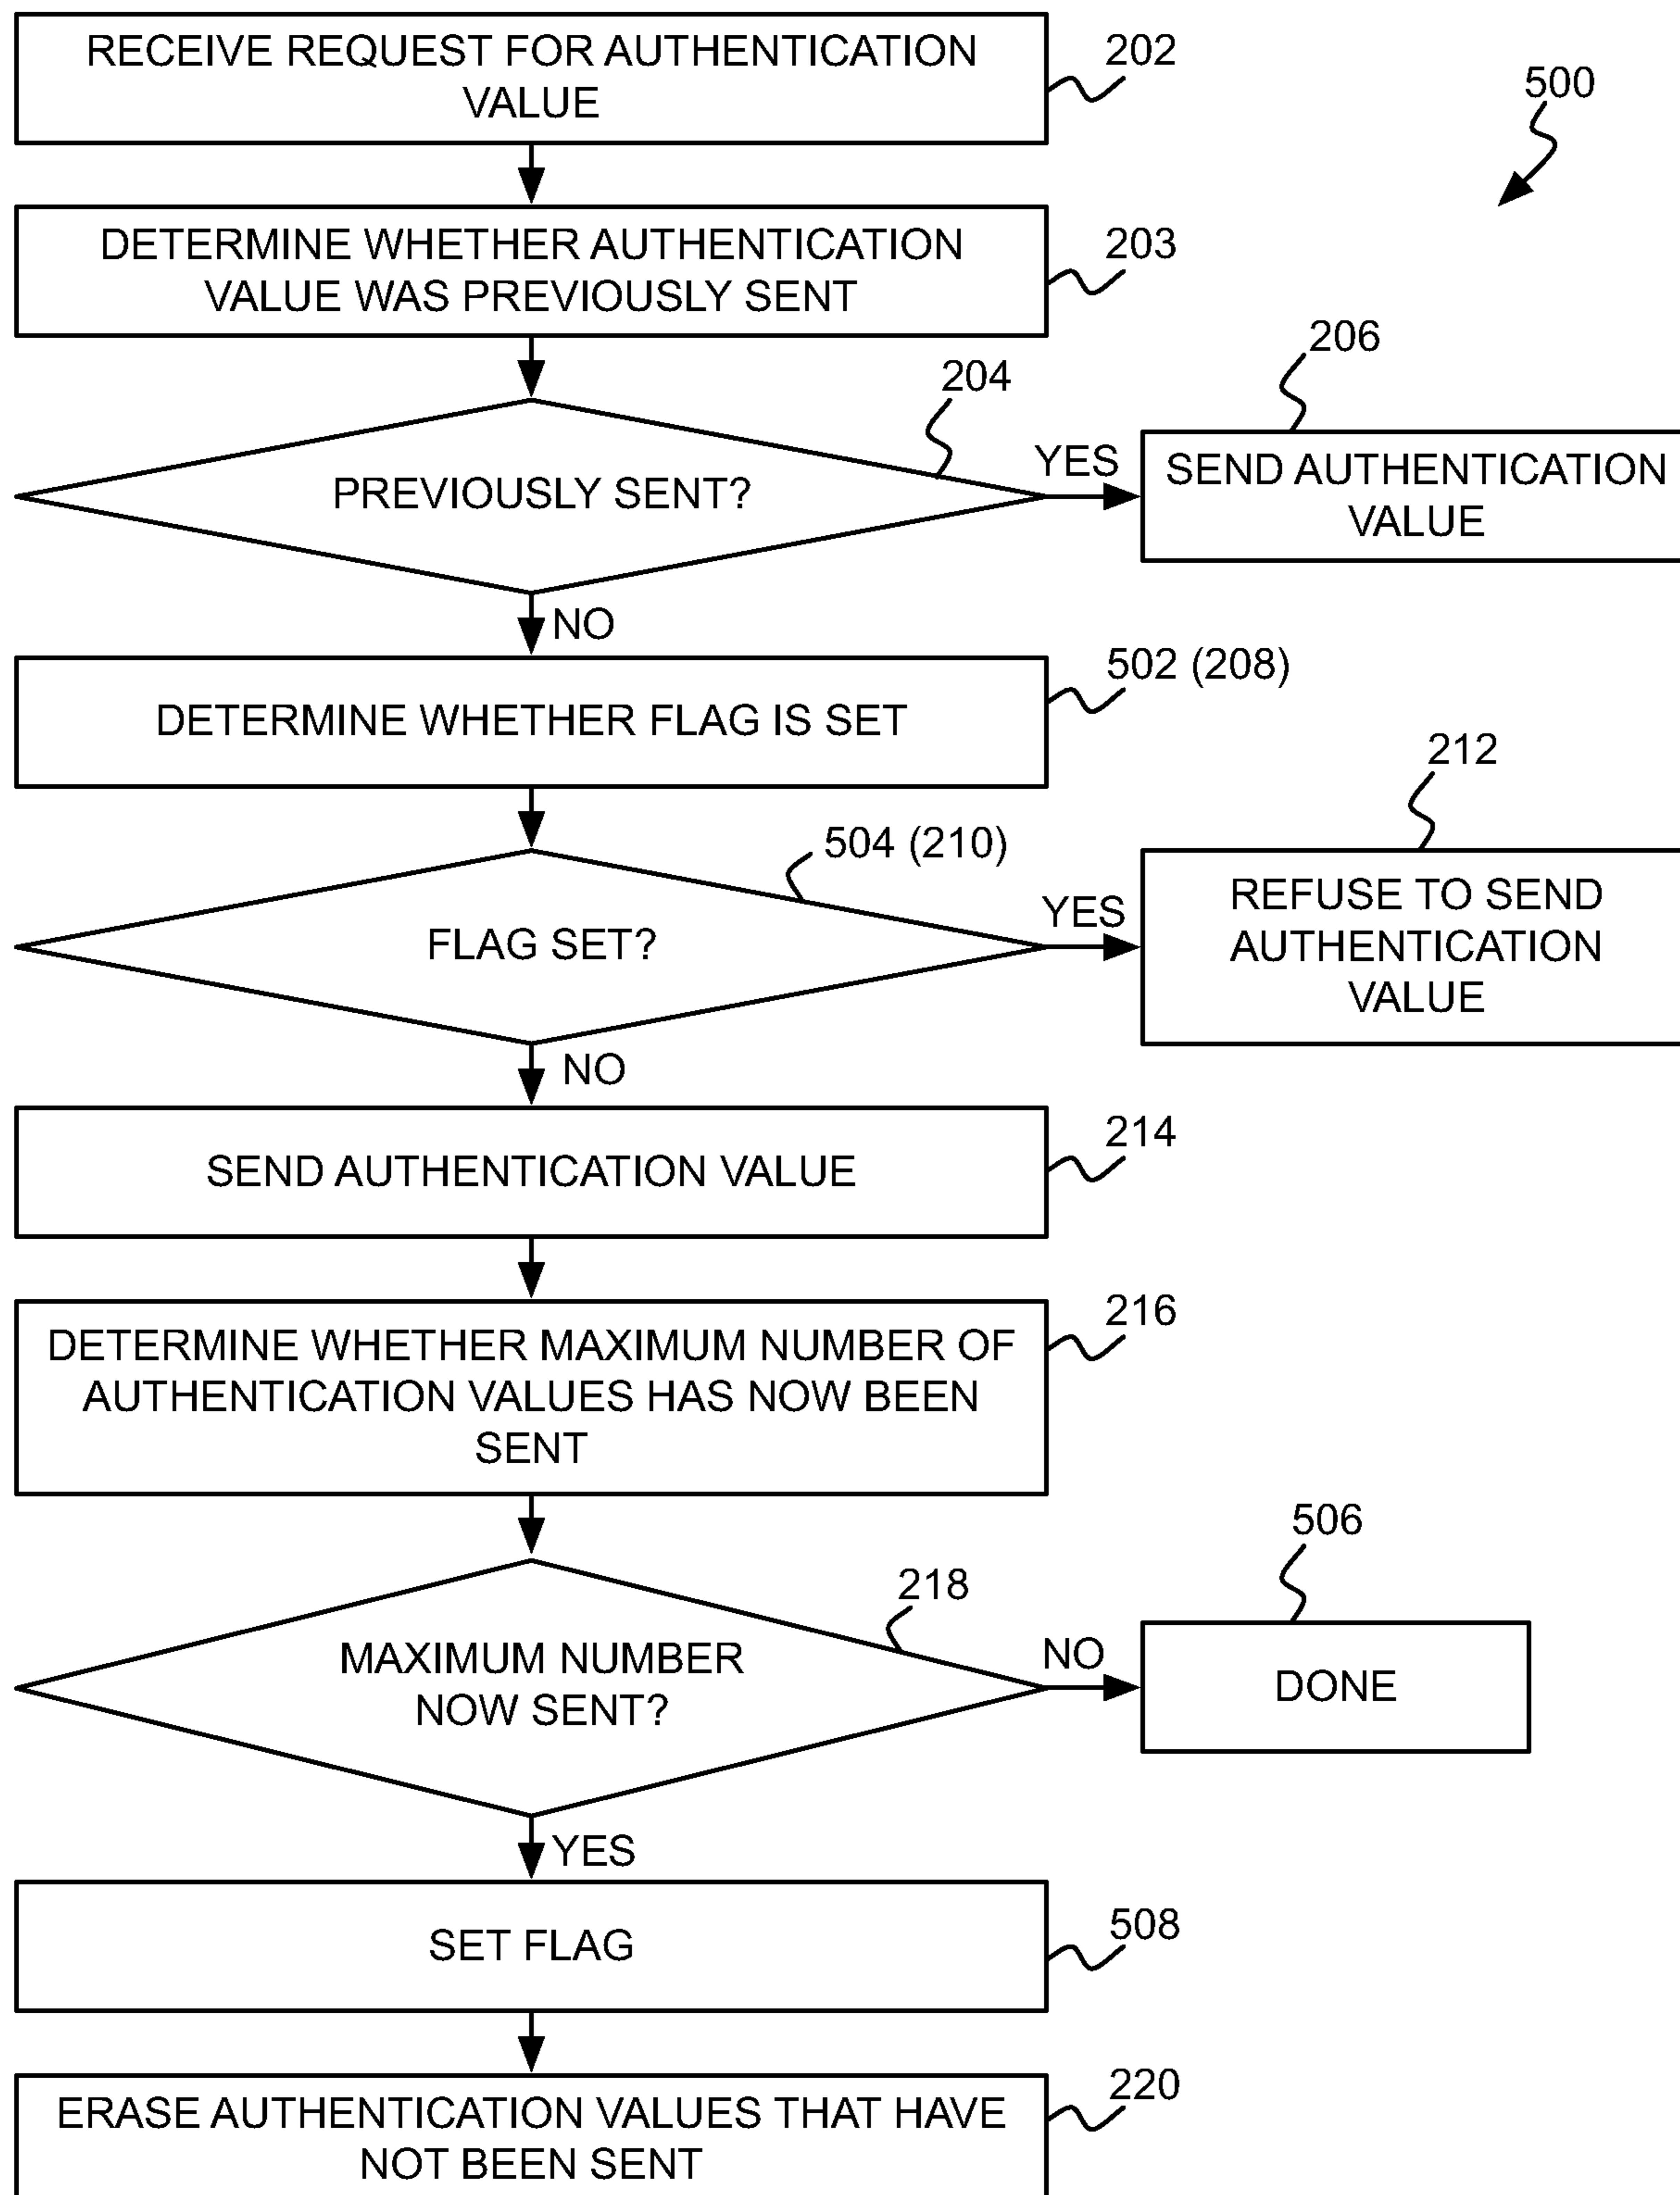 RECEIVE REQUEST FOR AUTHENTICATION
VALUE
202
500
DETERMINE WHETHER AUTHENTICATION
VALUE WAS PREVIOUSLY SENT
203
204
206
PREVIOUSLY SENT?
YES
SEND AUTHENTICATION
VALUE
NO
502 (208)
DETERMINE WHETHER FLAG IS SET
212
504 (210)
FLAG SET?
YES
REFUSE TO SEND
AUTHENTICATION
VALUE
NO
214
SEND AUTHENTICATION VALUE
216
DETERMINE WHETHER MAXIMUM NUMBER OF
AUTHENTICATION VALUES HAS NOW BEEN
SENT
506
218
MAXIMUM NUMBER
NOW SENT?
NO
DONE
YES
508
SET FLAG
220
ERASE AUTHENTICATION VALUES THAT HAVE
NOT BEEN SENT